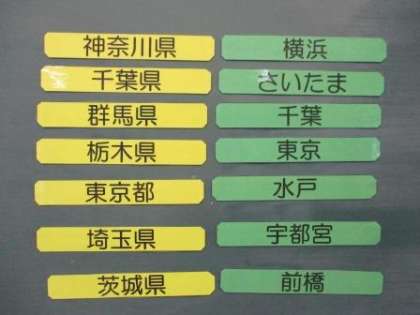 神奈川県 横浜
千葉県 さいたま
群馬県 千葉
栃木県 東京
東京都 水戸
埼玉県 宇都宮
茨城県 前橋